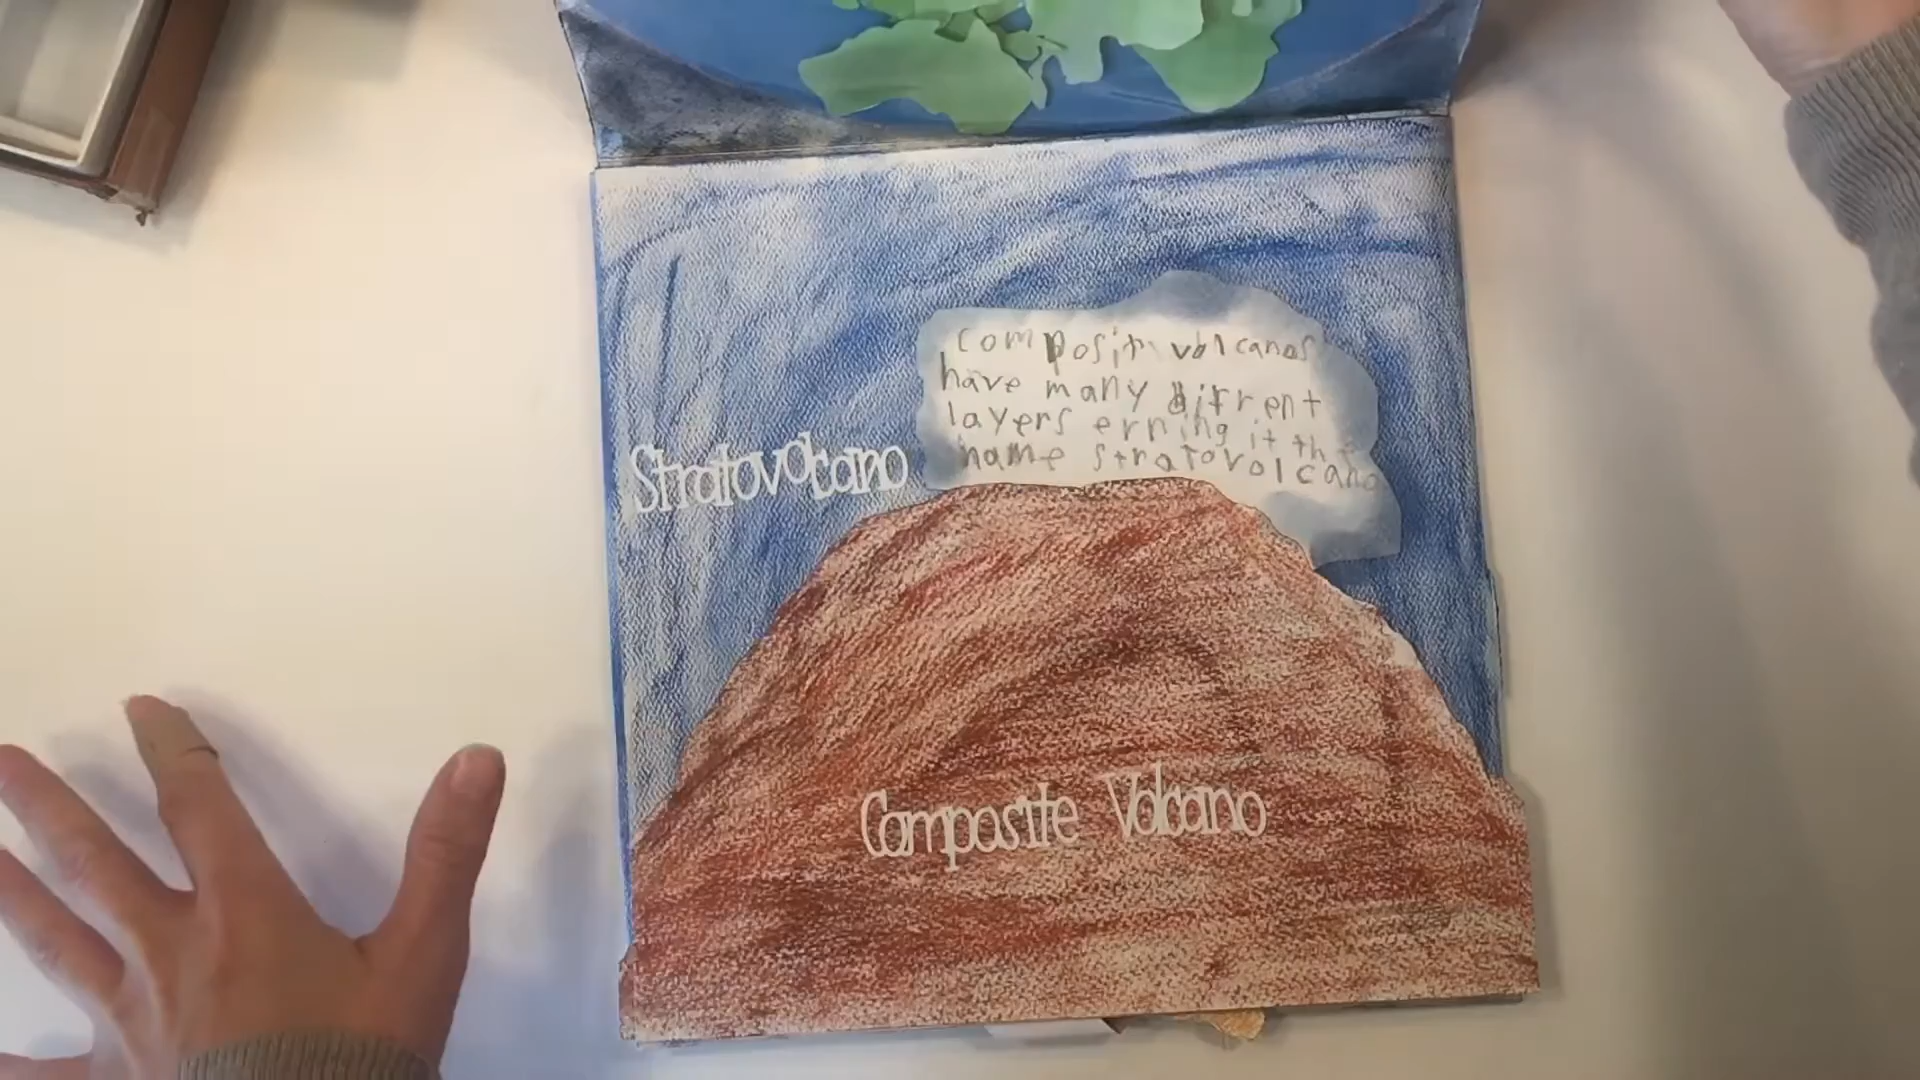 composit volcanos
have many difrent
layers erning it the
name stratovolcano
Stratovolcano
Composite Volcano